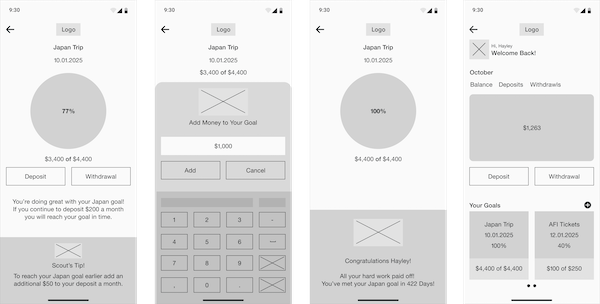 9:30
Logo
Japan Trip
10.01.2025
77%
$3,400 of $4,400
Deposit
Withdrawal
You're doing great with your Japan goal!
If you continue to deposit $200 a month
you will reach your goal in time.
Scout's Tip!
To reach your Japan goal earlier add an
additional $50 to your deposit a month.
9:30
Logo
Japan Trip
10.01.2025
$3,400 of $4,400
Add Money to Your Goal
$1,000
Add
Cancel
1 2 3 -
4 5 6 —
7 8 9
, 0 .
9:30
Logo
Japan Trip
10.01.2025
100%
$4,400 of $4,400
Congratulations Hayley!
All your hard work paid off!
You've met your Japan goal in 422 Days!
9:30
Logo
Hi, Hayley
Welcome Back!
October
Balance Deposits Withdrawls
$1,263
Deposit
Withdrawal
Your Goals
Japan Trip
10.01.2025
100%
$4,400 of $4,400
AFI Tickets
12.01.2025
40%
$100 of $250